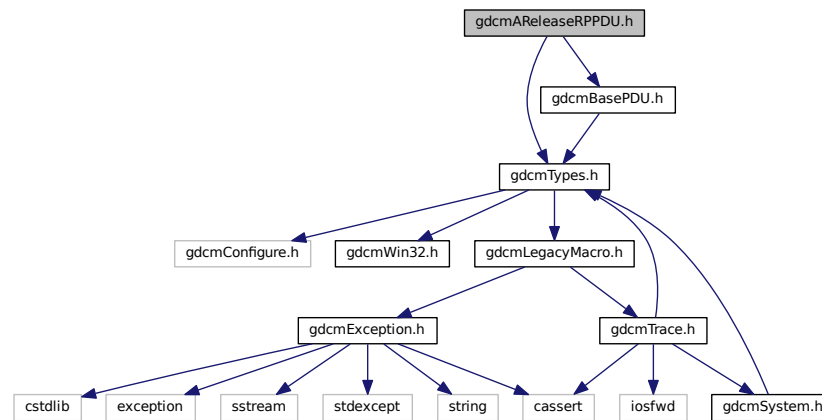 gdcmAReleaseRPPDU.h
gdcmBasePDU.h
gdcmTypes.h
gdcmConfigure.h
gdcmWin32.h
gdcmLegacyMacro.h
gdcmException.h
gdcmTrace.h
cstdlib
exception
sstream
stdexcept
string
cassert
iosfwd
gdcmSystem.h